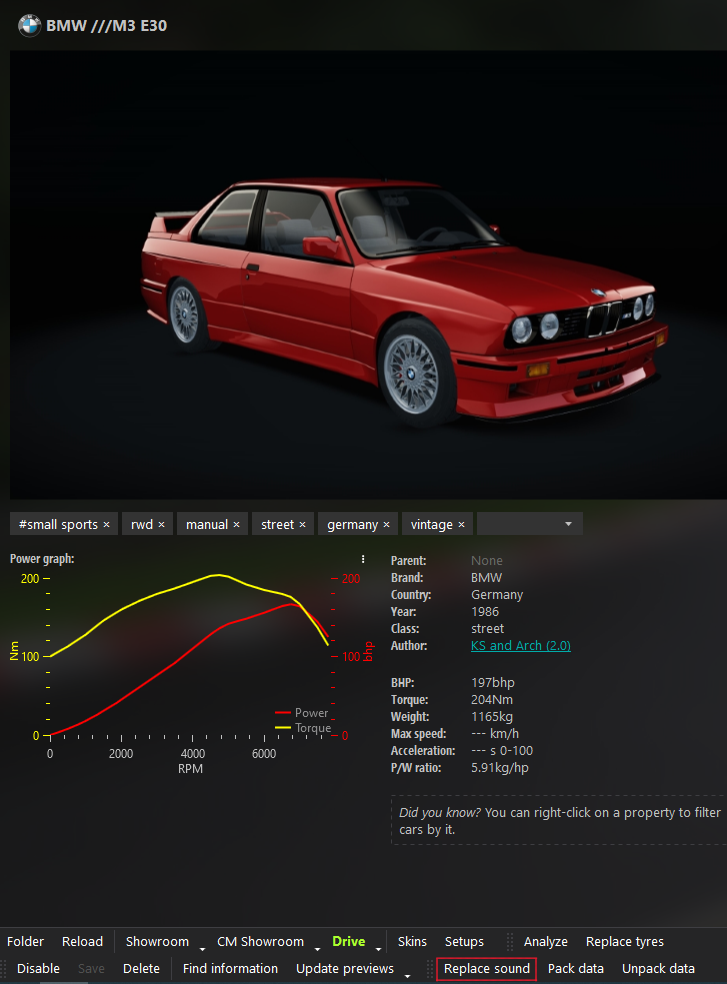 BMW ///M3 E30
#small sports × rwd × manual × street × germany × vintage ×
Power graph:
200
100
0
Nm
200
100
0
bhp
Power
Torque
0 2000 4000 6000
RPM
Parent: None
Brand: BMW
Country: Germany
Year: 1986
Class: street
Author: KS and Arch (2.0)
BHP: 197bhp
Torque: 204Nm
Weight: 1165kg
Max speed: --- km/h
Acceleration: --- s 0-100
P/W ratio: 5.91kg/hp
Did you know? You can right-click on a property to filter
cars by it.
Folder Reload Showroom CM Showroom Drive Skins Setups Analyze Replace tyres
Disable Save Delete Find information Update previews Replace sound Pack data Unpack data